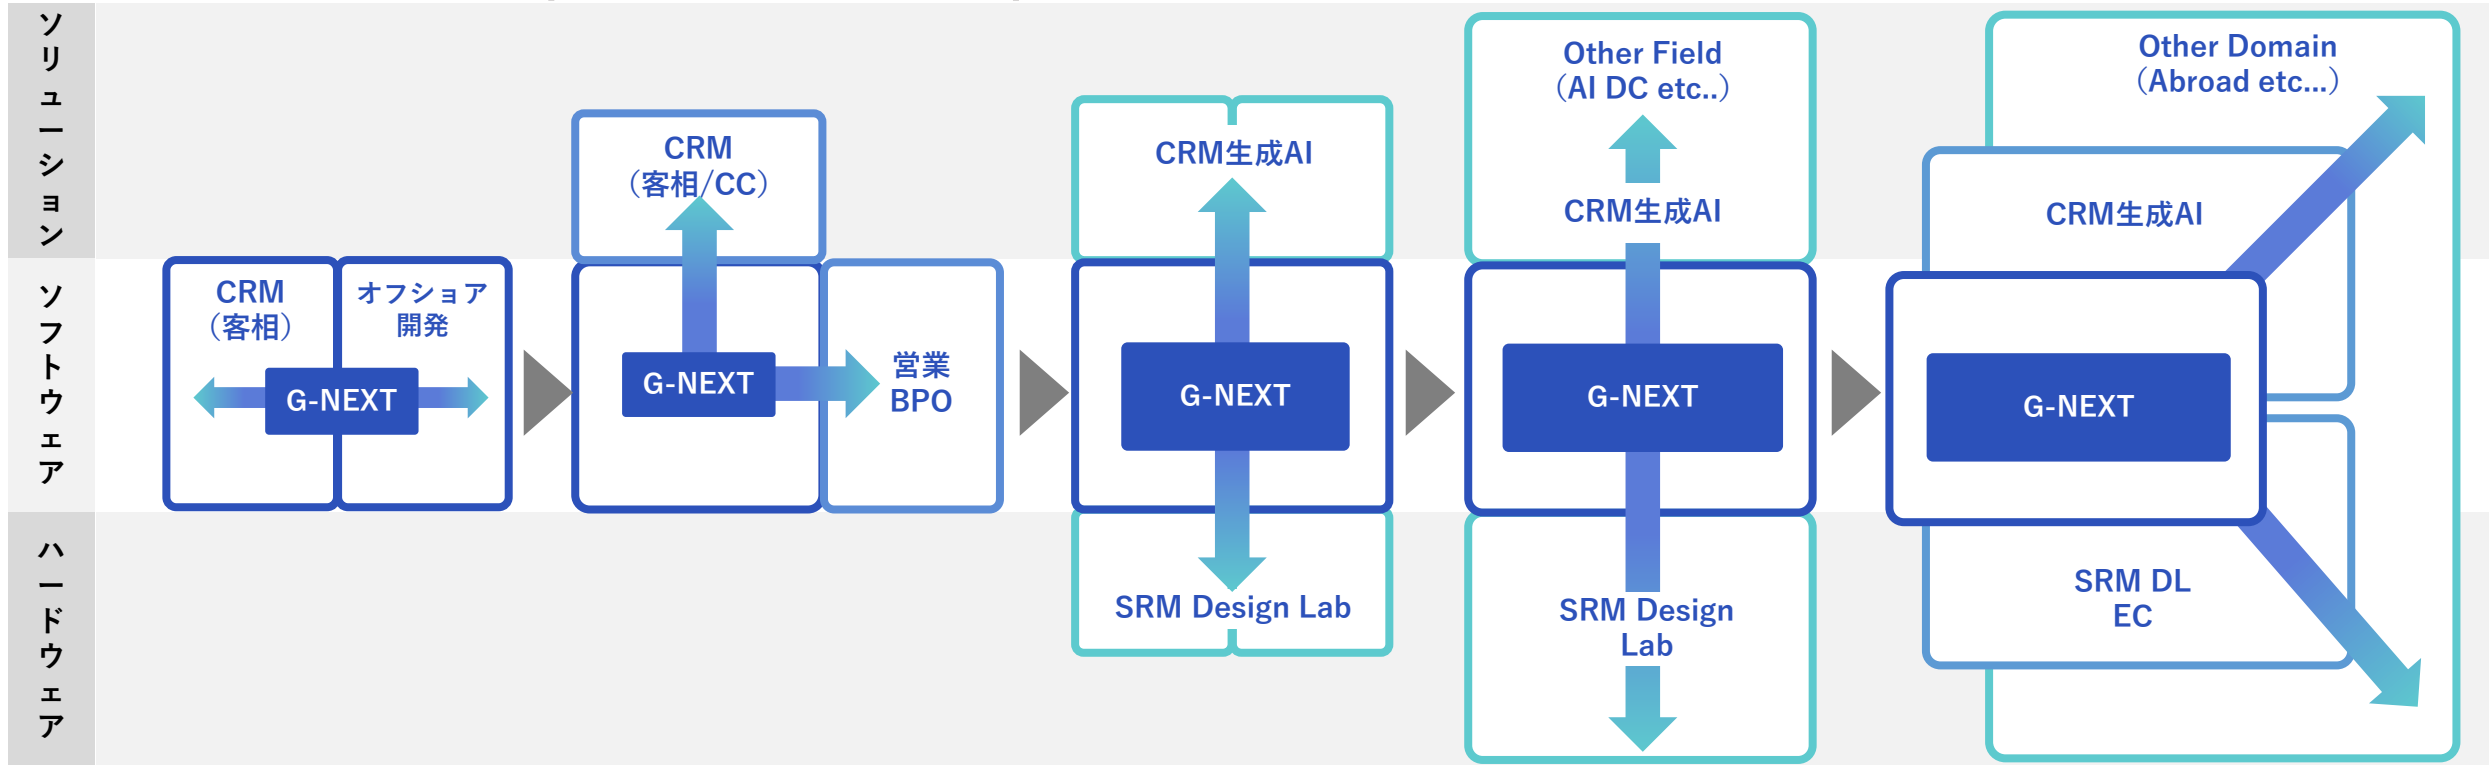 ソリューション
ソフトウェア
ハードウェア
CRM
（客相）
オフショア
開発
G-NEXT
CRM
（客相/CC）
G-NEXT
営業
BPO
CRM生成AI
G-NEXT
SRM Design Lab
Other Field
（AI DC etc..）
CRM生成AI
G-NEXT
SRM Design
Lab
Other Domain
（Abroad etc...）
CRM生成AI
G-NEXT
SRM DL
EC